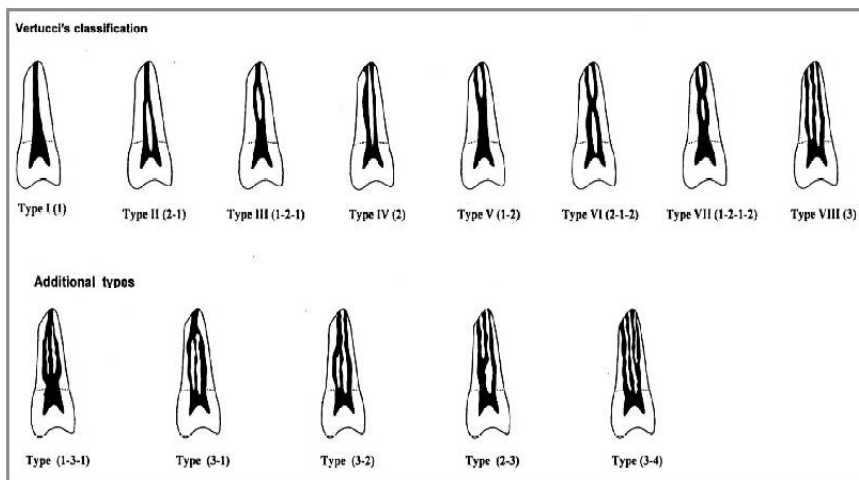 Vertucci's classification
Type I (1) Type II (2-1) Type III (1-2-1) Type IV (2) Type V (1-2) Type VI (2-1-2) Type VII (1-2-1-2) Type VIII (3)
Additional types
Type (1-3-1) Type (3-1) Type (3-2) Type (2-3) Type (3-4)